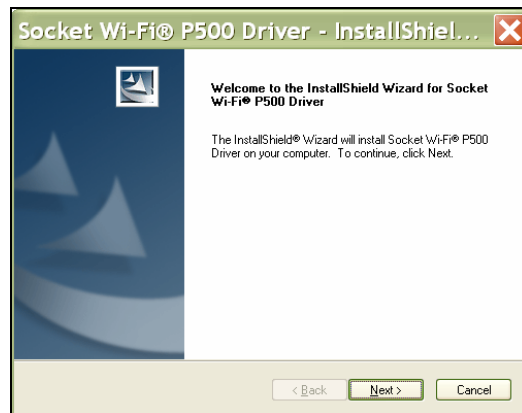 Socket Wi-Fi® P500 Driver - InstallShiel...
Welcome to the InstallShield Wizard for Socket
Wi-Fi® P500 Driver
The InstallShield® Wizard will install Socket Wi-Fi® P500
Driver on your computer. To continue, click Next.
< Back Next > Cancel